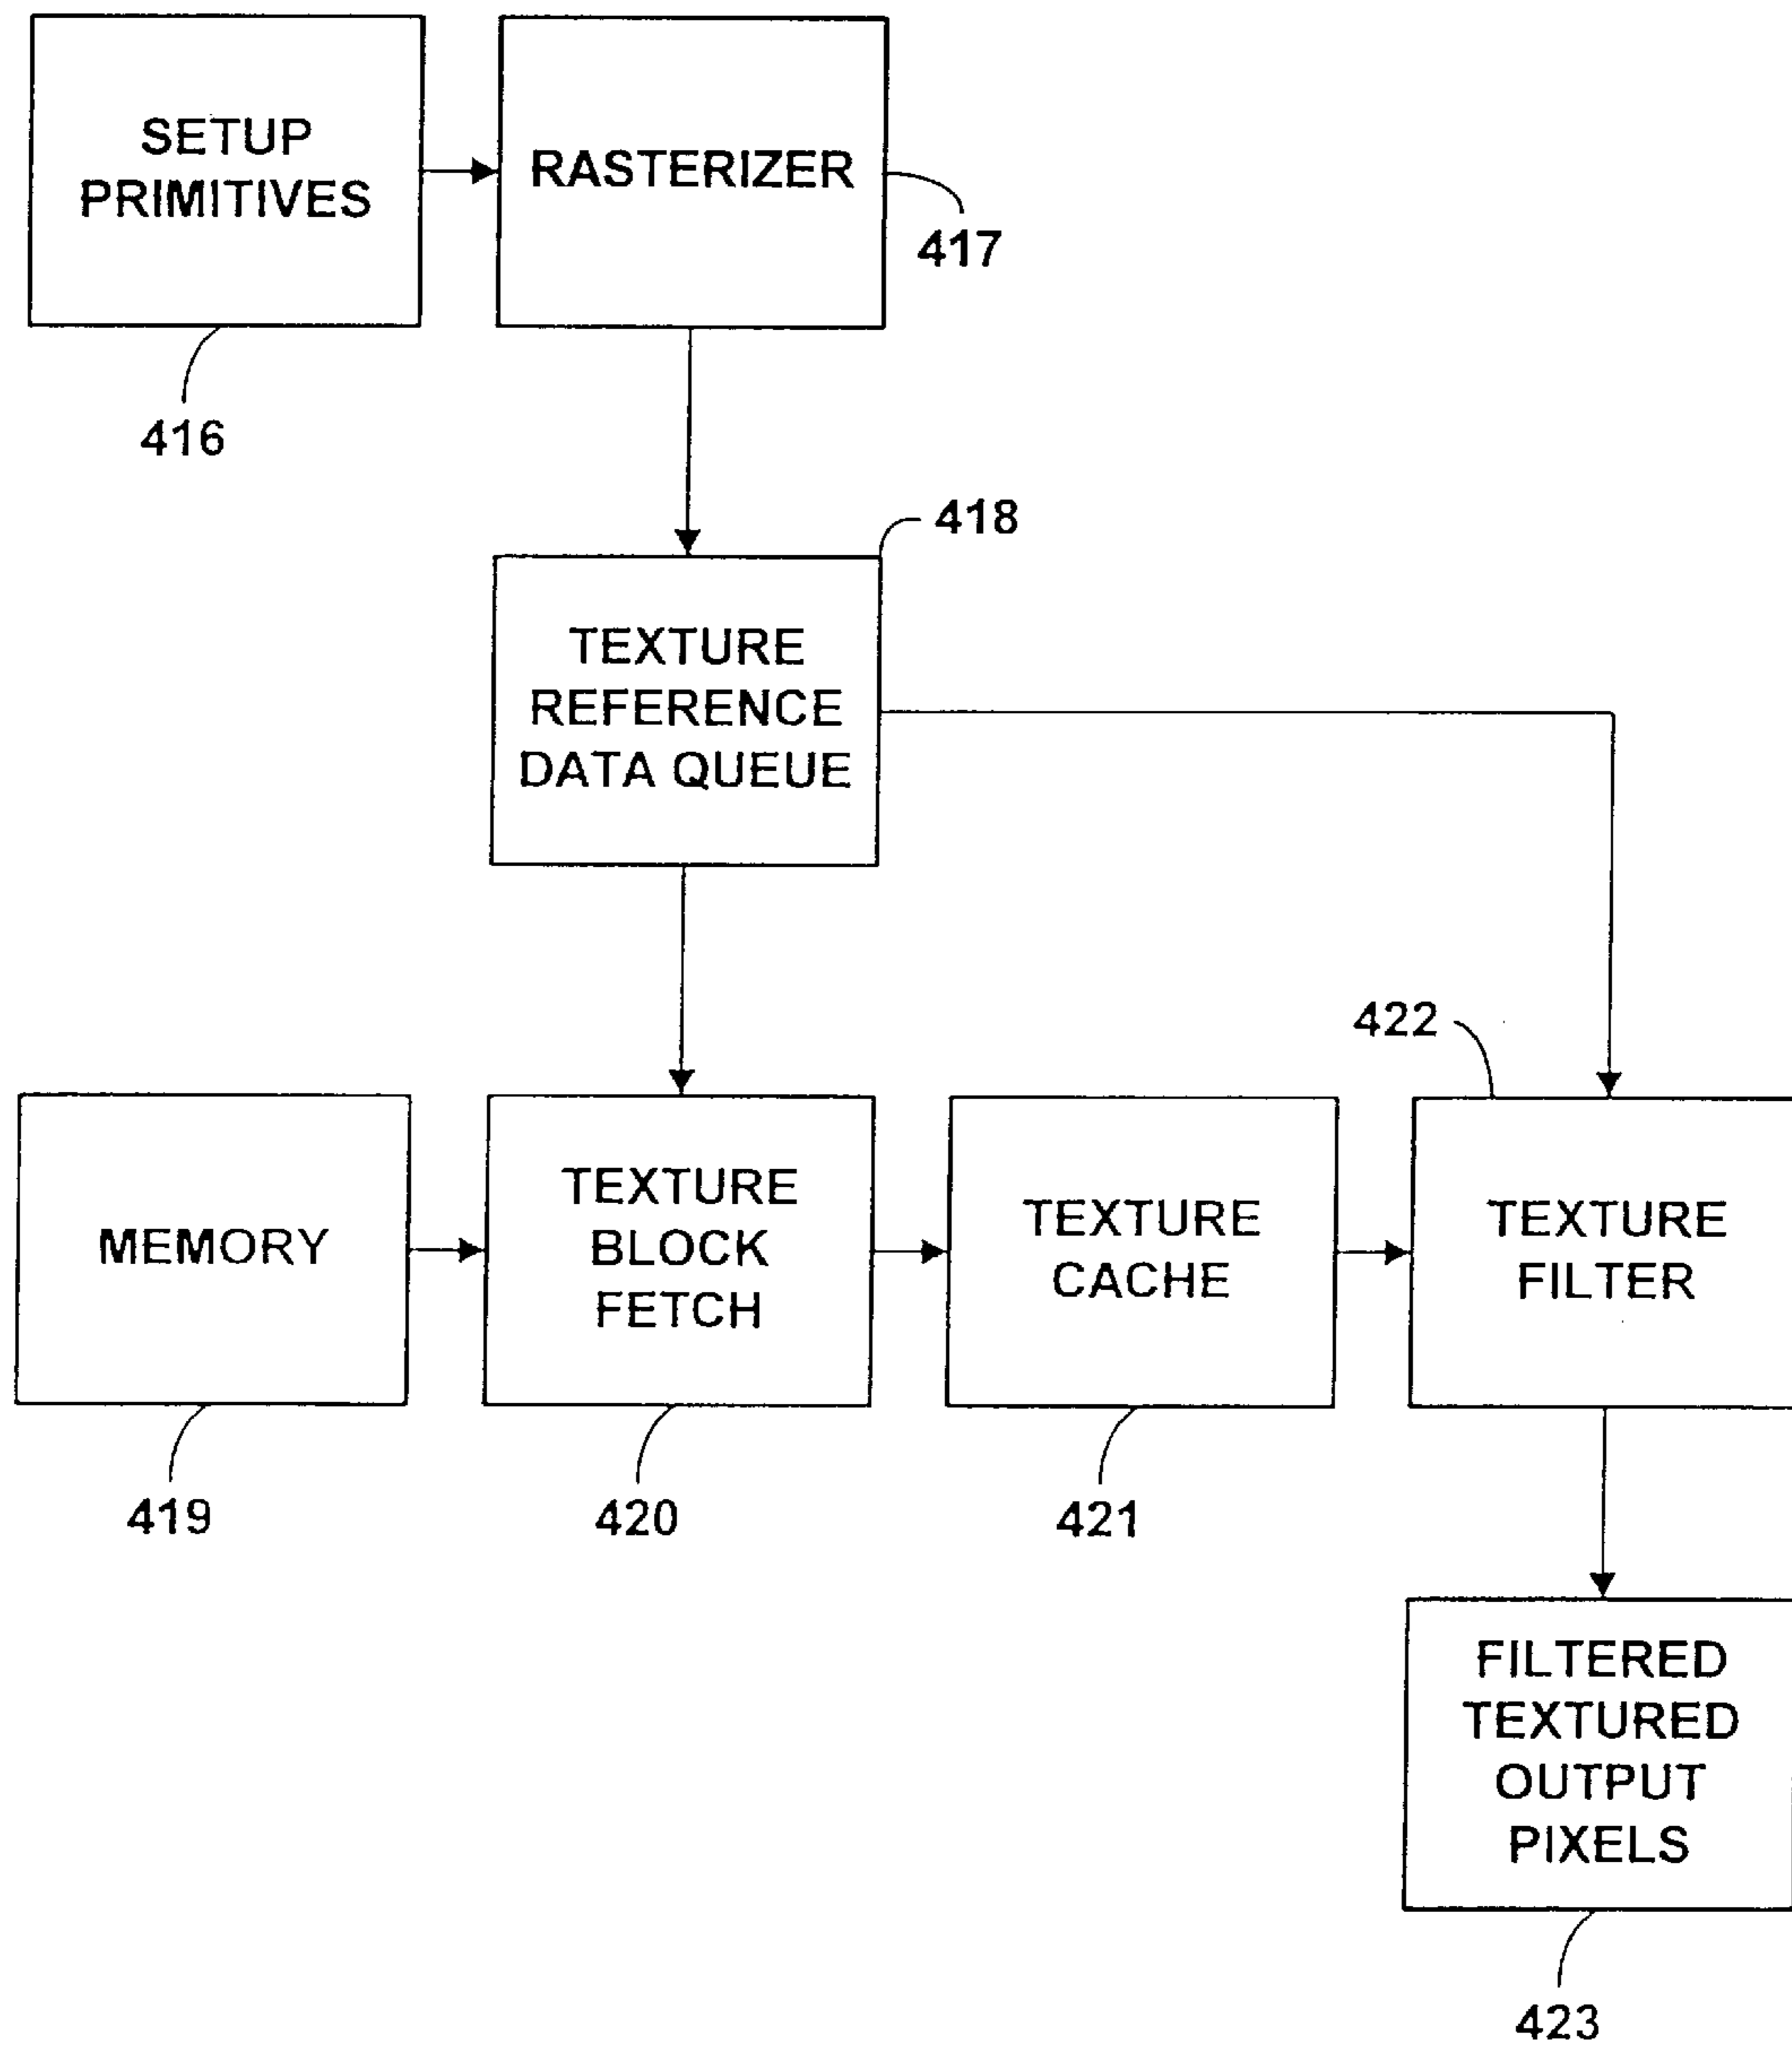 SETUP
PRIMITIVES
416
RASTERIZER
417
418
TEXTURE
REFERENCE
DATA QUEUE
MEMORY
419
TEXTURE
BLOCK
FETCH
420
TEXTURE
CACHE
421
422
TEXTURE
FILTER
FILTERED
TEXTURED
OUTPUT
PIXELS
423